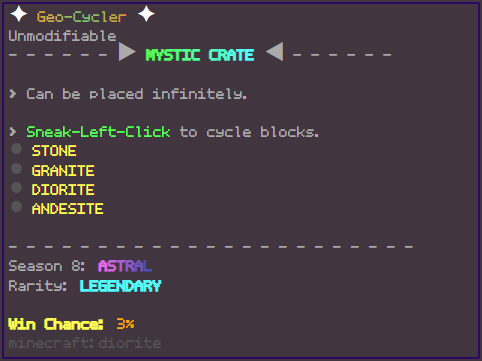 ✦ Geo-Cycler ✦
Unmodifiable
- - - - - - ▶ MYSTIC CRATE ◀ - - - - - -
› Can be placed infinitely.
› Sneak-Left-Click to cycle blocks.
● STONE
● GRANITE
● DIORITE
● ANDESITE
- - - - - - - - - - - - - - - - - - - - - - -
Season 8: ASTRAL
Rarity: LEGENDARY
Win Chance: 3%
minecraft:diorite